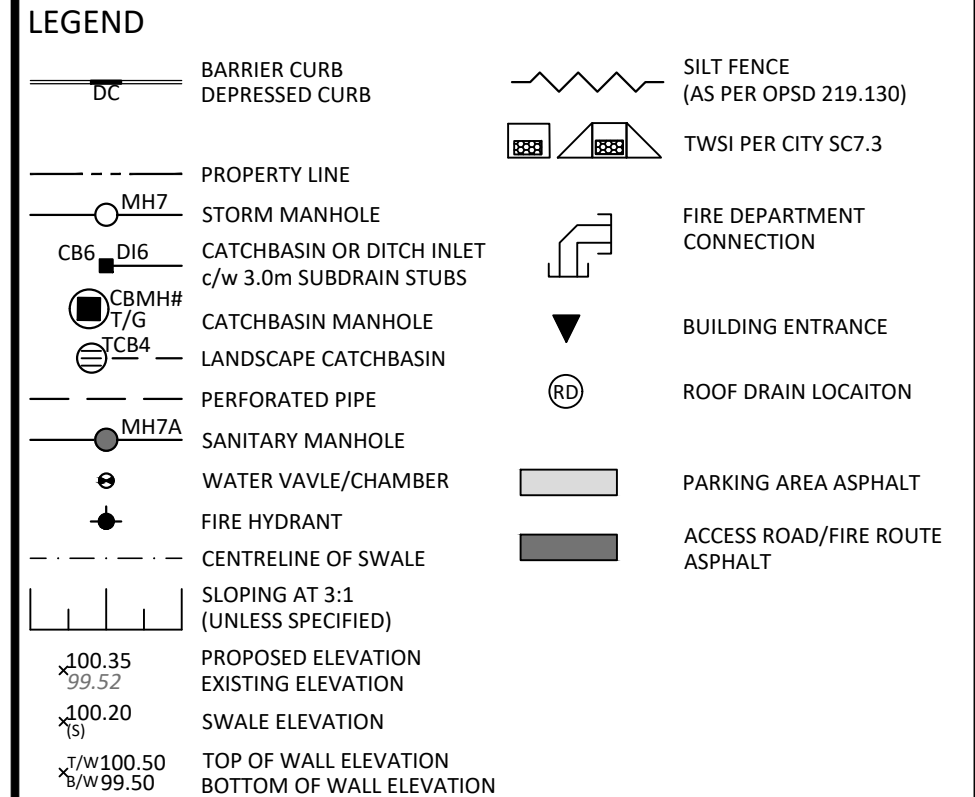 LEGEND
DC
BARRIER CURB
DEPRESSED CURB
PROPERTY LINE
MH7
STORM MANHOLE
CB6 DI6
CATCHBASIN OR DITCH INLET
c/w 3.0m SUBDRAIN STUBS
CBMH#
T/G
CATCHBASIN MANHOLE
TCB4
LANDSCAPE CATCHBASIN
PERFORATED PIPE
MH7A
SANITARY MANHOLE
WATER VAVLE/CHAMBER
FIRE HYDRANT
CENTRELINE OF SWALE
SLOPING AT 3:1
(UNLESS SPECIFIED)
100.35
99.52
PROPOSED ELEVATION
EXISTING ELEVATION
100.20
(S)
SWALE ELEVATION
T/W100.50
B/W99.50
TOP OF WALL ELEVATION
BOTTOM OF WALL ELEVATION
SILT FENCE
(AS PER OPSD 219.130)
TWSI PER CITY SC7.3
FIRE DEPARTMENT
CONNECTION
BUILDING ENTRANCE
RD
ROOF DRAIN LOCAITON
PARKING AREA ASPHALT
ACCESS ROAD/FIRE ROUTE
ASPHALT